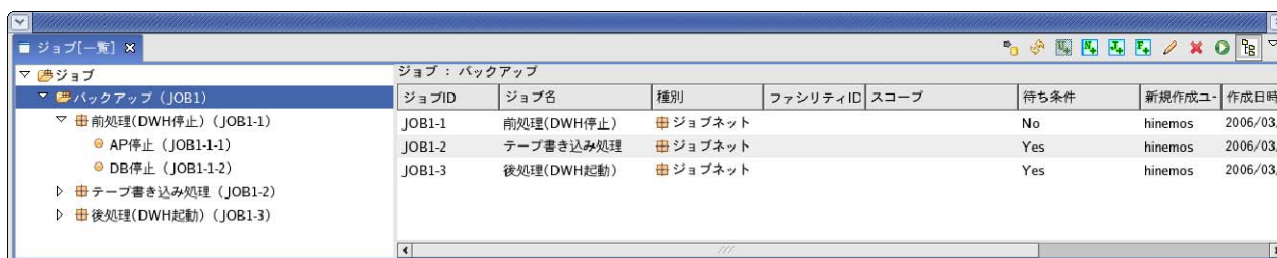 ジョブ[一覧]
ジョブ
バックアップ (JOB1)
前処理(DWH停止) (JOB1-1)
AP停止 (JOB1-1-1)
DB停止 (JOB1-1-2)
テープ書き込み処理 (JOB1-2)
後処理(DWH起動) (JOB1-3)
ジョブ : バックアップ
ジョブID ジョブ名 種別 ファシリティID スコープ 待ち条件 新規作成ユ- 作成日時
JOB1-1 前処理(DWH停止) ジョブネット No hinemos 2006/03/
JOB1-2 テープ書き込み処理 ジョブネット Yes hinemos 2006/03/
JOB1-3 後処理(DWH起動) ジョブネット Yes hinemos 2006/03/